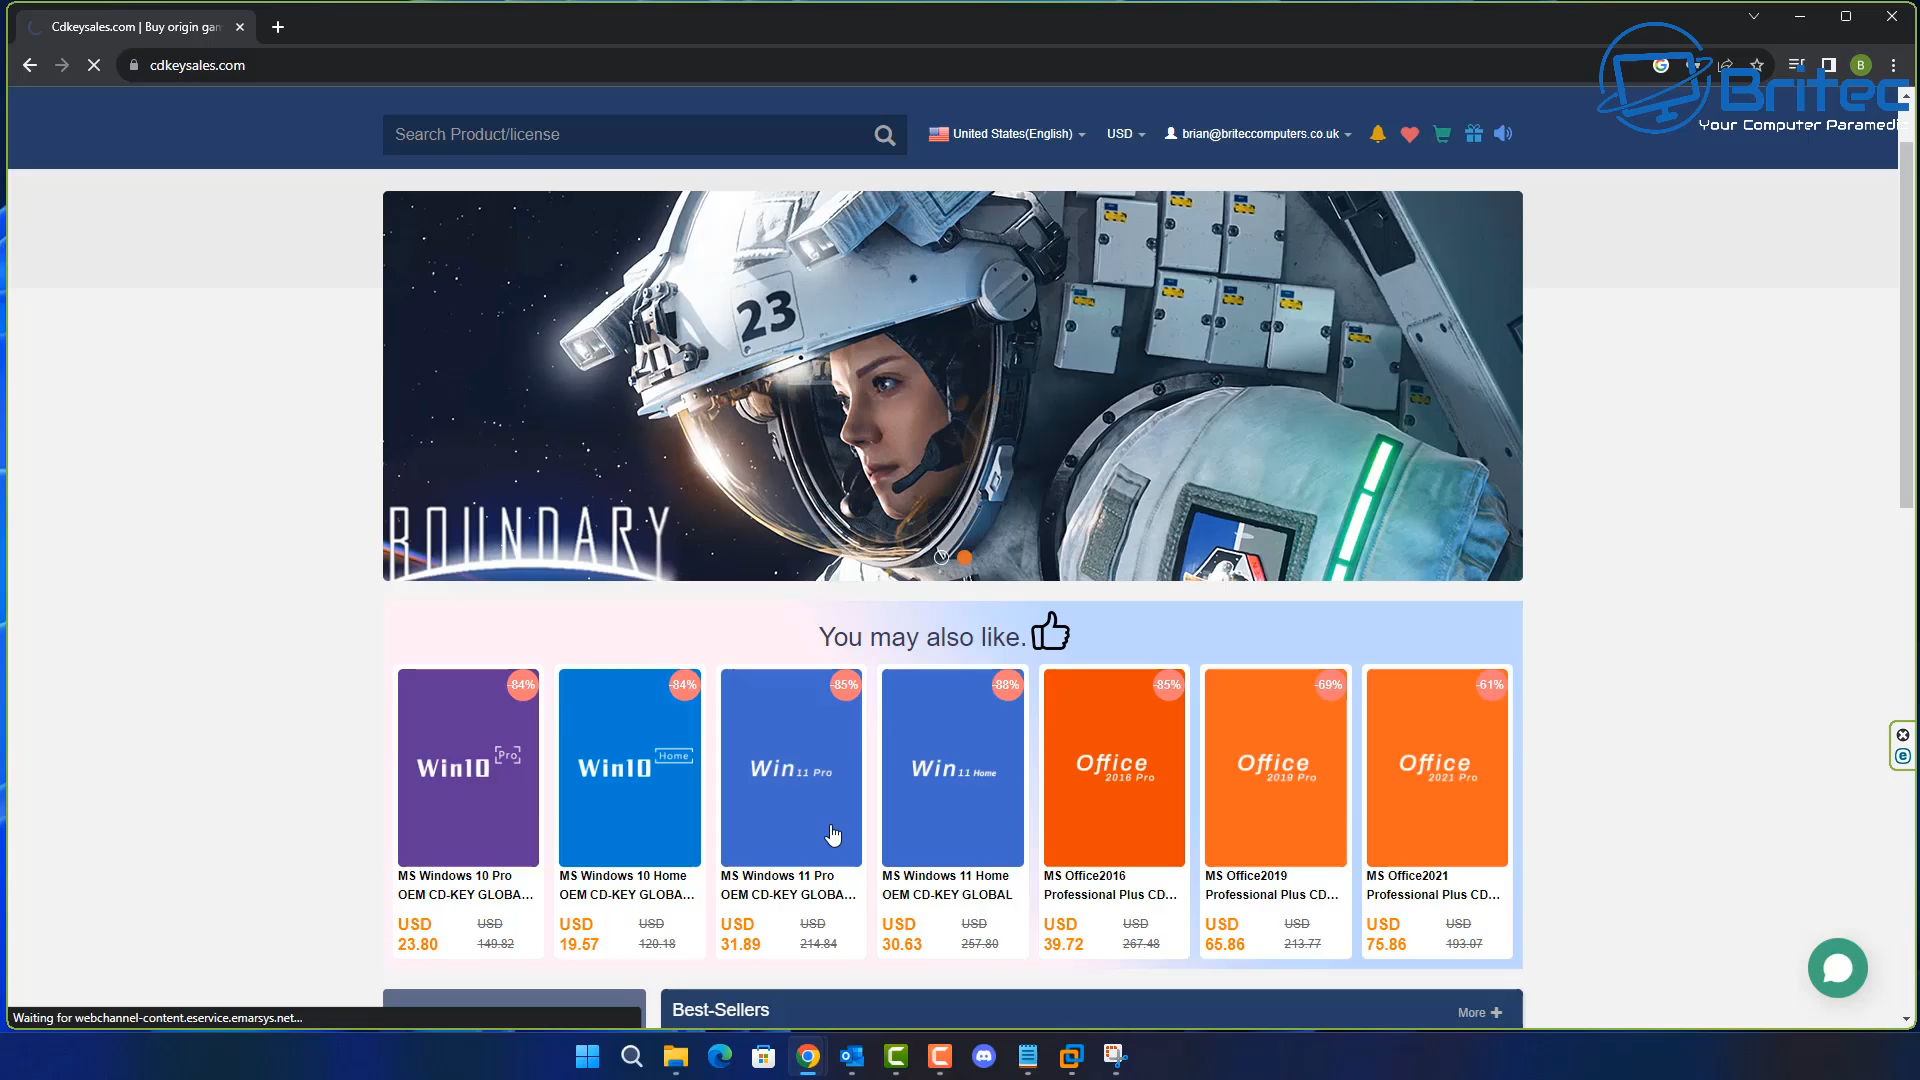 Cdkeysales.com | Buy origin gam
cdkeysales.com
B
Britec
Your Computer Paramedic
Search Product/license
United States(English)
USD
brian@briteccomputers.co.uk
23
BOUNDARY
You may also like.
-84%
-84%
-85%
-88%
-85%
-69%
-61%
Win10 Pro
Win10 Home
Win 11 Pro
Win 11 Home
Office 2016 Pro
Office 2019 Pro
Office 2021 Pro
MS Windows 10 Pro
OEM CD-KEY GLOBA...
MS Windows 10 Home
OEM CD-KEY GLOBA...
MS Windows 11 Pro
OEM CD-KEY GLOBA...
MS Windows 11 Home
OEM CD-KEY GLOBAL
MS Office2016
Professional Plus CD...
MS Office2019
Professional Plus CD...
MS Office2021
Professional Plus CD...
USD 23.80
USD 149.82
USD 19.57
USD 120.18
USD 31.89
USD 214.84
USD 30.63
USD 257.80
USD 39.72
USD 267.48
USD 65.86
USD 213.77
USD 75.86
USD 193.07
Best-Sellers
More +
Waiting for webchannel-content.eservice.emarsys.net...